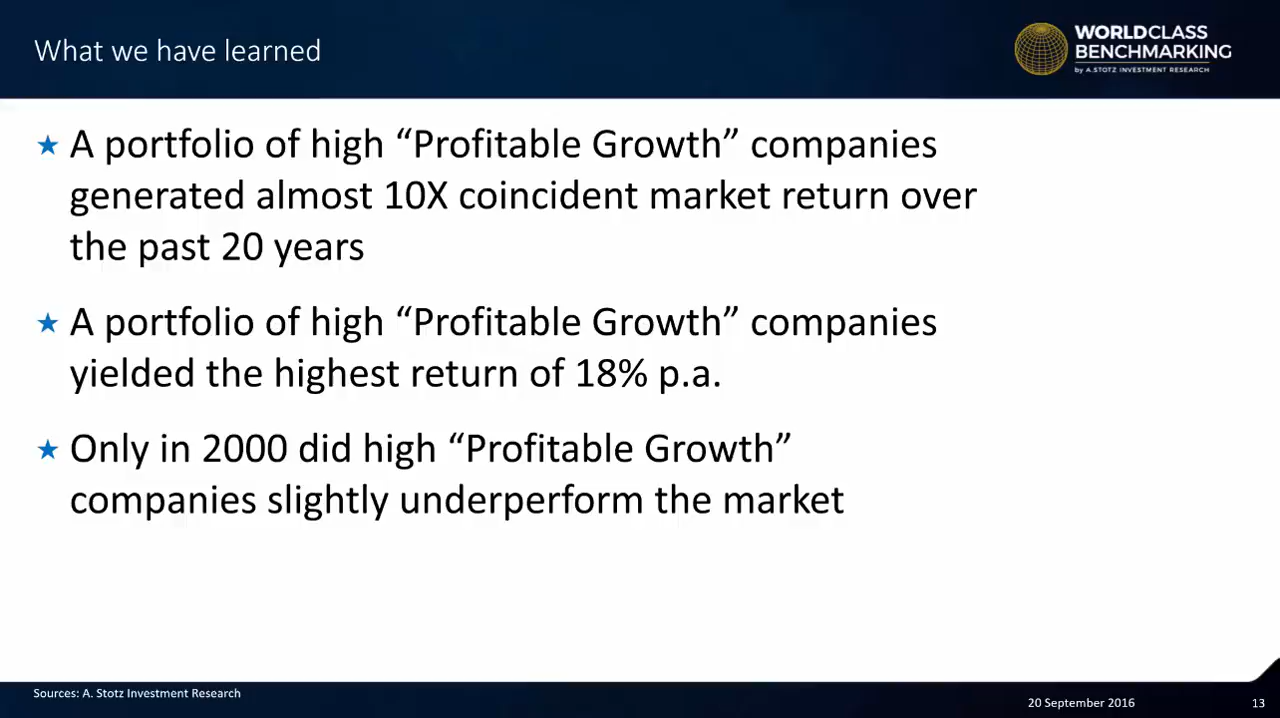 What we have learned
WORLDCLASS
BENCHMARKING
by A.STOTZ INVESTMENT RESEARCH
A portfolio of high “Profitable Growth” companies
generated almost 10X coincident market return over
the past 20 years
A portfolio of high “Profitable Growth” companies
yielded the highest return of 18% p.a.
Only in 2000 did high “Profitable Growth”
companies slightly underperform the market
Sources: A. Stotz Investment Research
20 September 2016
13